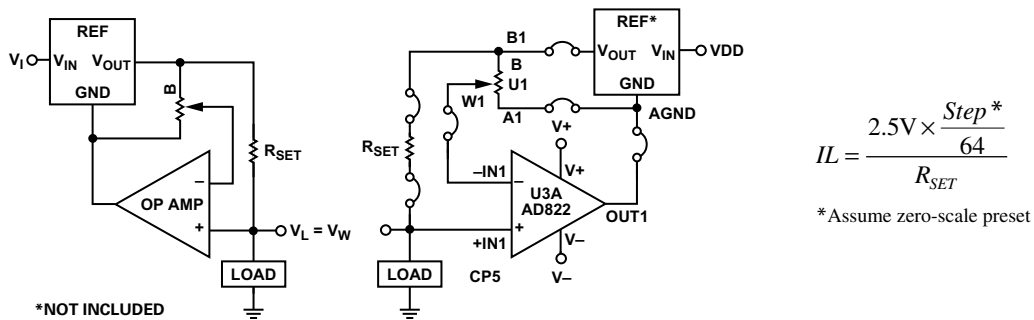 REF
V_I
V_IN
V_OUT
GND
B
R_SET
OP AMP
−
+
V_L = V_W
LOAD
*NOT INCLUDED
REF*
B1
V_OUT
V_IN
VDD
GND
B
U1
W1
A1
AGND
R_SET
V+
V+
−IN1
−
U3A
AD822
OUT1
+
+IN1
V−
V−
LOAD
CP5
IL = (2.5V × Step*/64) / R_SET
*Assume zero-scale preset